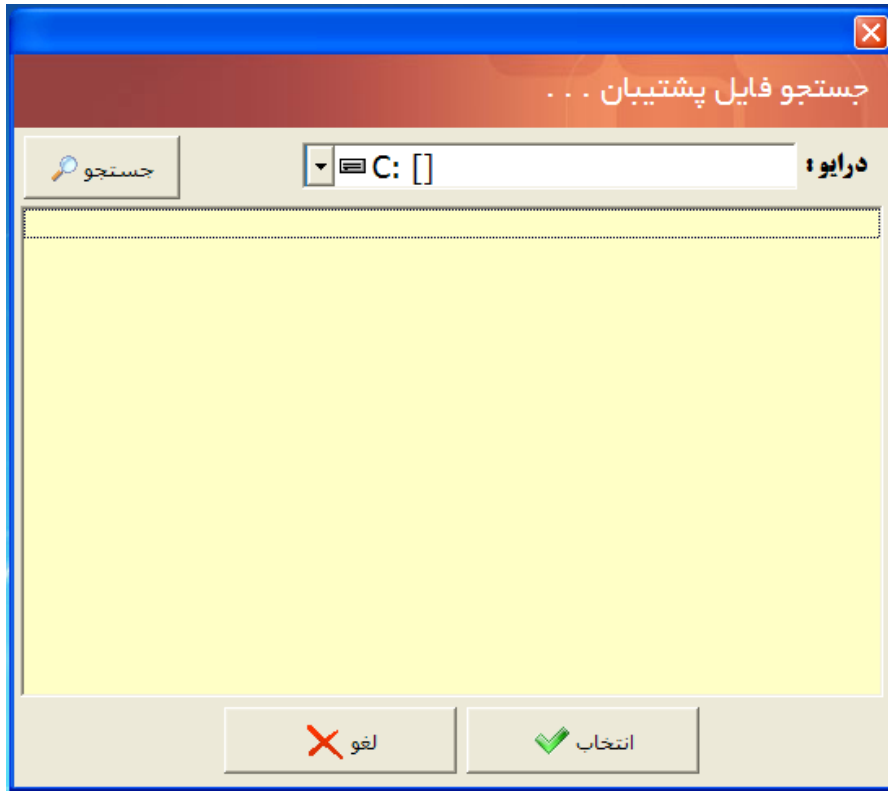 جستجو فایل پشتیبان . . .
درایو :
C: []
جستجو
انتخاب
لغو